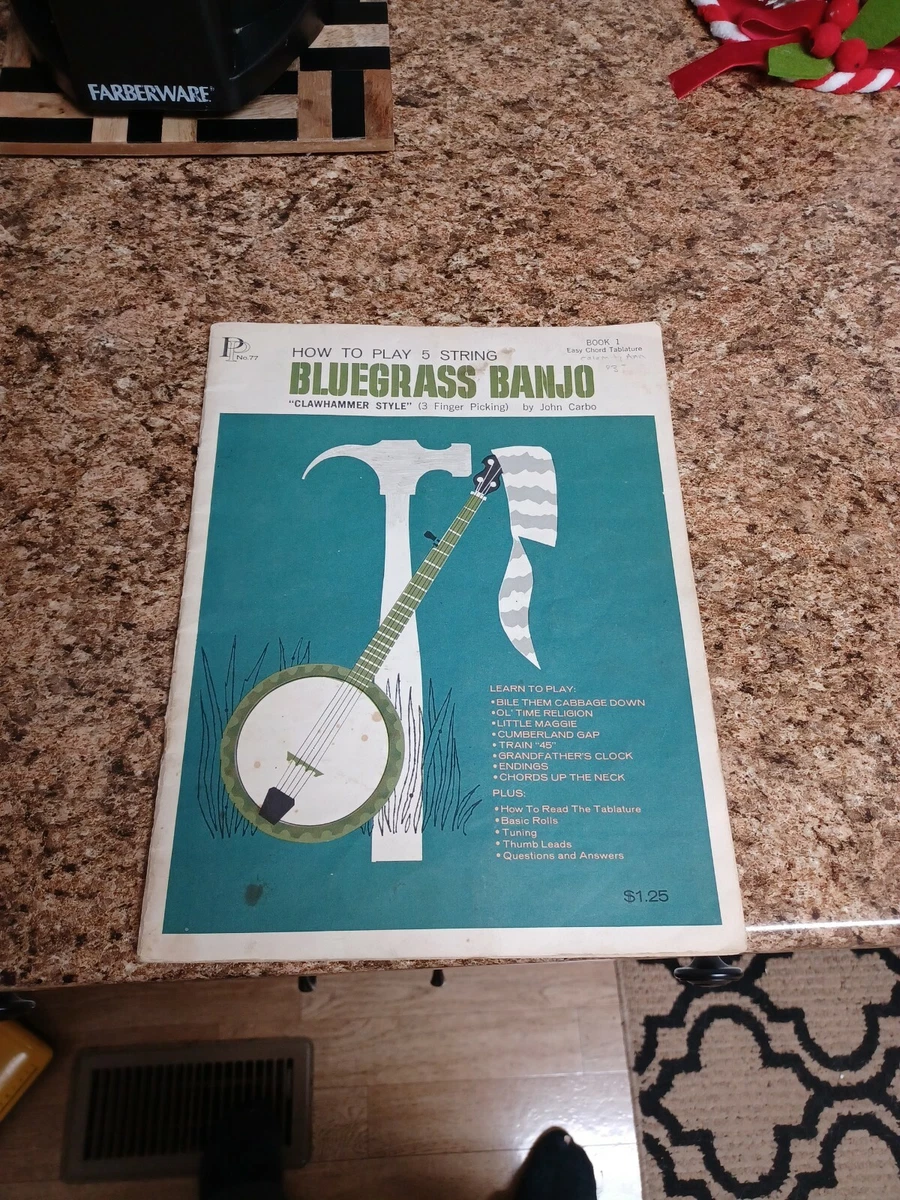 FARBERWARE
PP
No.77
HOW TO PLAY 5 STRING
BLUEGRASS BANJO
"CLAWHAMMER STYLE" (3 Finger Picking) by John Carbo
BOOK 1
Easy Chord Tablature
LEARN TO PLAY:
•BILE THEM CABBAGE DOWN
•OL' TIME RELIGION
•LITTLE MAGGIE
•CUMBERLAND GAP
•TRAIN "45"
•GRANDFATHER'S CLOCK
•ENDINGS
•CHORDS UP THE NECK
PLUS:
•How To Read The Tablature
•Basic Rolls
•Tuning
•Thumb Leads
•Questions and Answers
$1.25